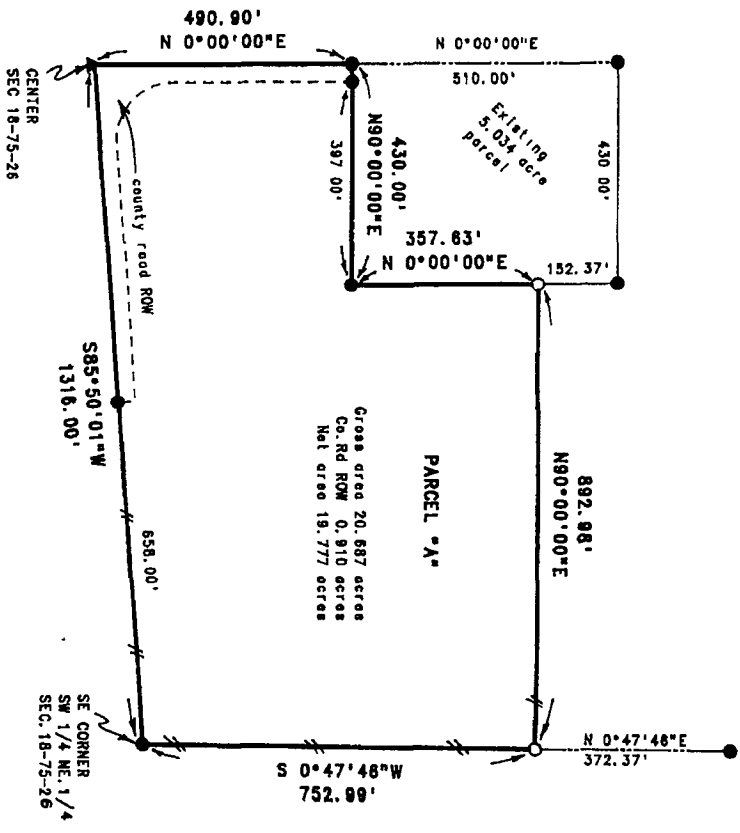 490.90'
N 0°00'00"E
N 0°00'00"E
510.00'
Existing
5.034 acre
parcel
430.00'
430.00'
N90°00'00"E
397.00'
357.63'
N 0°00'00"E
152.37'
CENTER
SEC 18-75-26
county road ROW
S85°50'01"W
1316.00'
658.00'
PARCEL "A"
Gross area 20.687 acres
Co.Rd ROW 0.910 acres
Net area 19.777 acres
892.98'
N90°00'00"E
SE CORNER
SW 1/4 NE.1/4
SEC.18-75-26
S 0°47'46"W
752.99'
N 0°47'46"E
372.37'